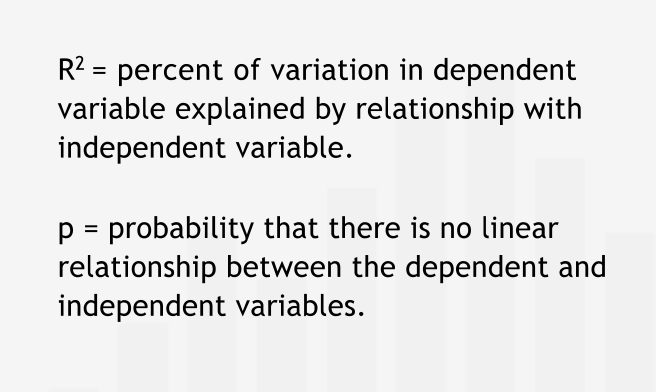 R² = percent of variation in dependent
variable explained by relationship with
independent variable.
p = probability that there is no linear
relationship between the dependent and
independent variables.